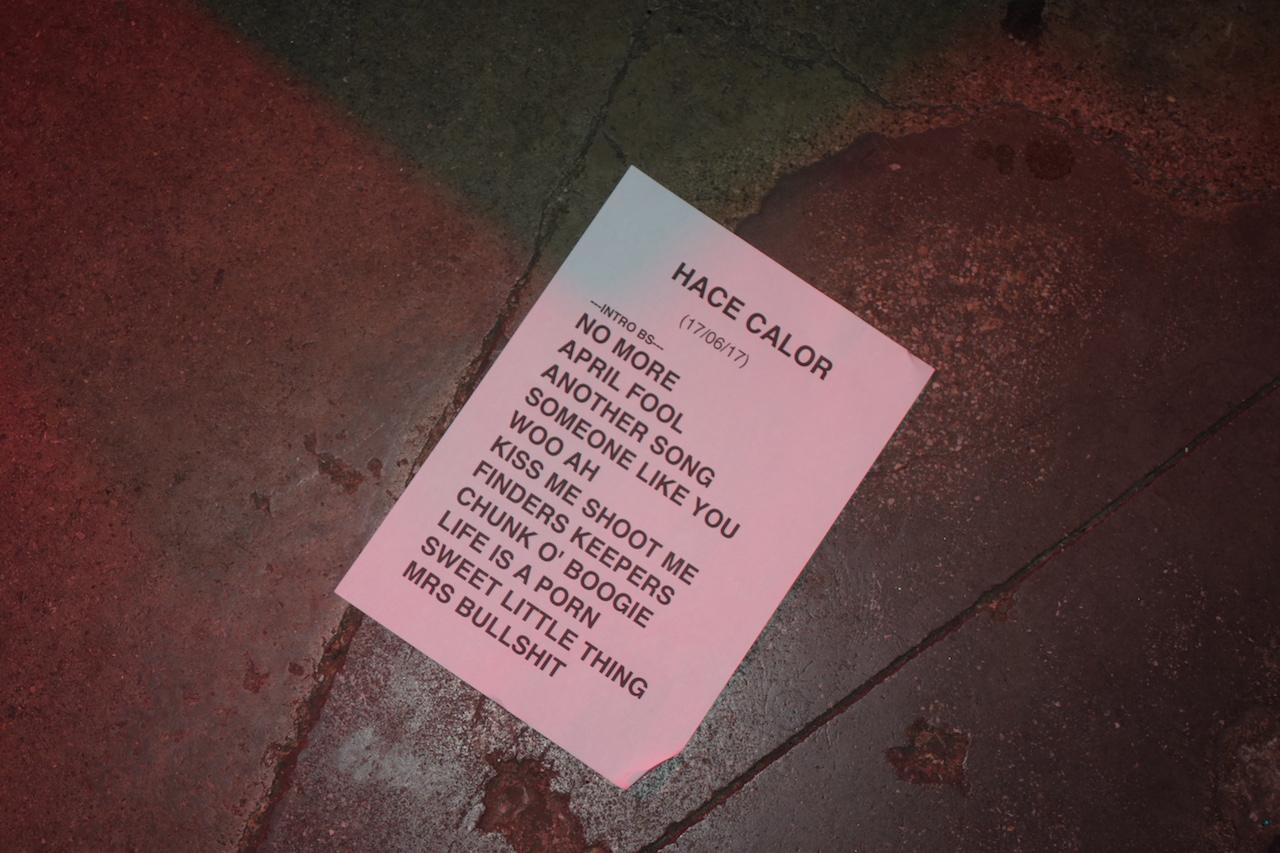 HACE CALOR
(17/06/17)
---INTRO BS---
NO MORE
APRIL FOOL
ANOTHER SONG
SOMEONE LIKE YOU
WOO AH
KISS ME SHOOT ME
FINDERS KEEPERS
CHUNK O' BOOGIE
LIFE IS A PORN
SWEET LITTLE THING
MRS BULLSHIT